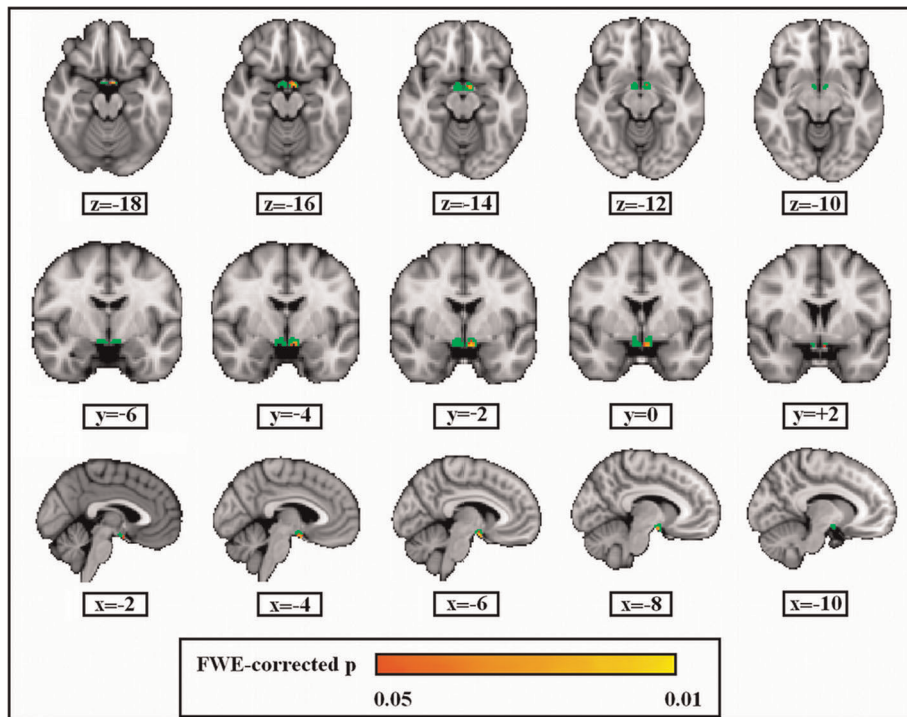 z=-18 z=-16 z=-14 z=-12 z=-10
y=-6 y=-4 y=-2 y=0 y=+2
x=-2 x=-4 x=-6 x=-8 x=-10
FWE-corrected p
0.05 0.01